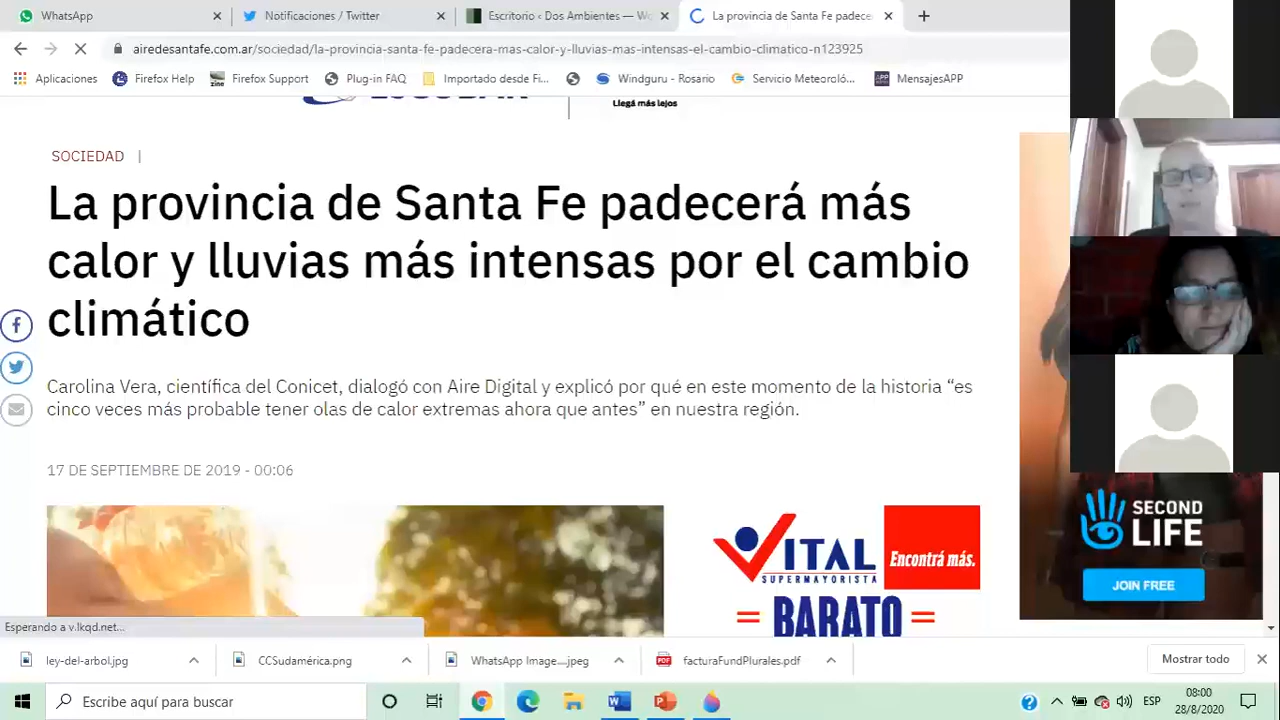 WhatsApp
Notificaciones / Twitter
Escritorio ‹ Dos Ambientes — Wo
La provincia de Santa Fe padece
airedesantafe.com.ar/sociedad/la-provincia-santa-fe-padecera-mas-calor-y-lluvias-mas-intensas-el-cambio-climatico-n123925
Aplicaciones
Firefox Help
Firefox Support
Plug-in FAQ
Importado desde Fi...
Windguru - Rosario
Servicio Meteoroló...
MensajesAPP
Llegá más lejos
SOCIEDAD |
La provincia de Santa Fe padecerá más
calor y lluvias más intensas por el cambio
climático
Carolina Vera, científica del Conicet, dialogó con Aire Digital y explicó por qué en este momento de la historia “es
cinco veces más probable tener olas de calor extremas ahora que antes” en nuestra región.
17 DE SEPTIEMBRE DE 2019 - 00:06
VITAL
SUPERMAYORISTA
Encontrá más.
= BARATO =
SECOND
LIFE
JOIN FREE
Esperando a v.lkqd.net...
ley-del-arbol.jpg
CCSudamérica.png
WhatsApp Image....jpeg
facturaFundPlurales.pdf
Mostrar todo
Escribe aquí para buscar
ESP
08:00
28/8/2020